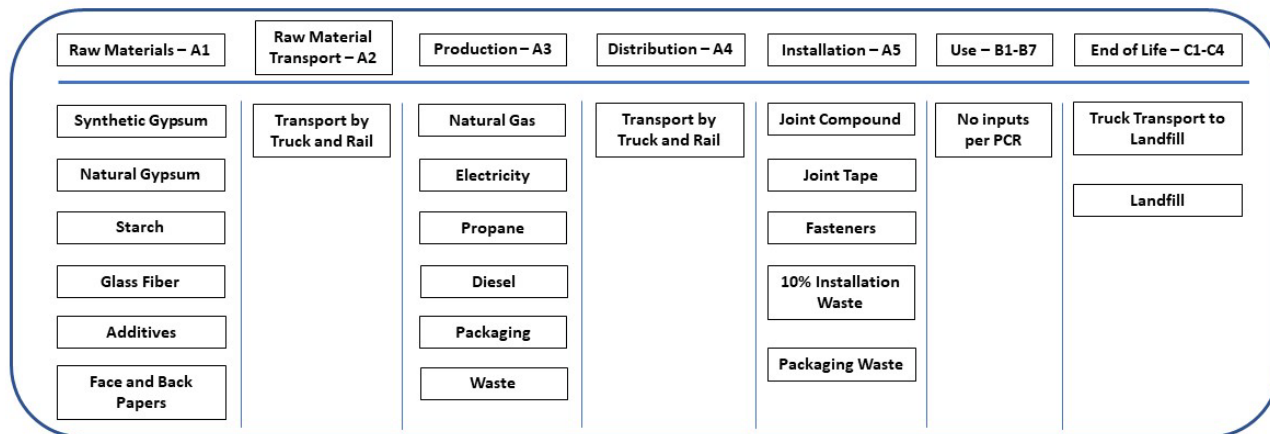 Raw Materials – A1
Raw Material
Transport – A2
Production – A3
Distribution – A4
Installation – A5
Use – B1-B7
End of Life – C1-C4
Synthetic Gypsum
Natural Gypsum
Starch
Glass Fiber
Additives
Face and Back
Papers
Transport by
Truck and Rail
Natural Gas
Electricity
Propane
Diesel
Packaging
Waste
Transport by
Truck and Rail
Joint Compound
Joint Tape
Fasteners
10% Installation
Waste
Packaging Waste
No inputs
per PCR
Truck Transport to
Landfill
Landfill